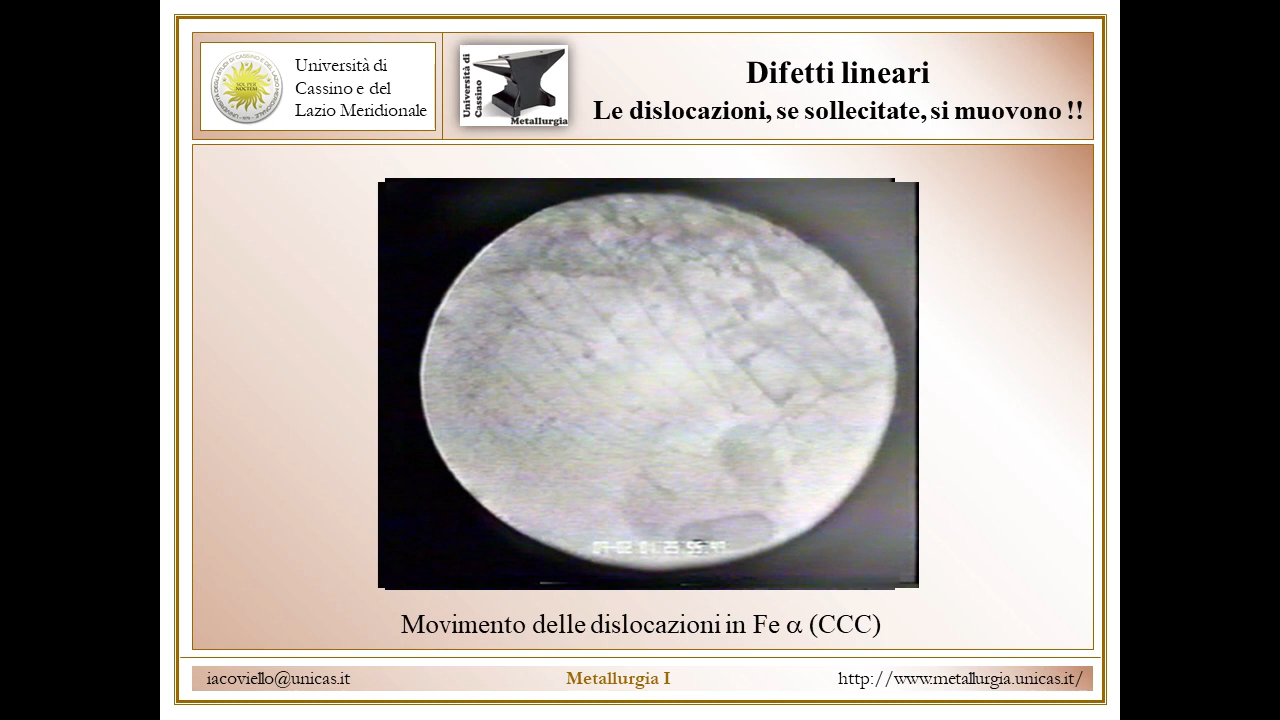 Università di
Cassino e del
Lazio Meridionale
Università di
Cassino
Metallurgia
Difetti lineari
Le dislocazioni, se sollecitate, si muovono !!
Movimento delle dislocazioni in Fe α (CCC)
iacoviello@unicas.it
Metallurgia I
http://www.metallurgia.unicas.it/